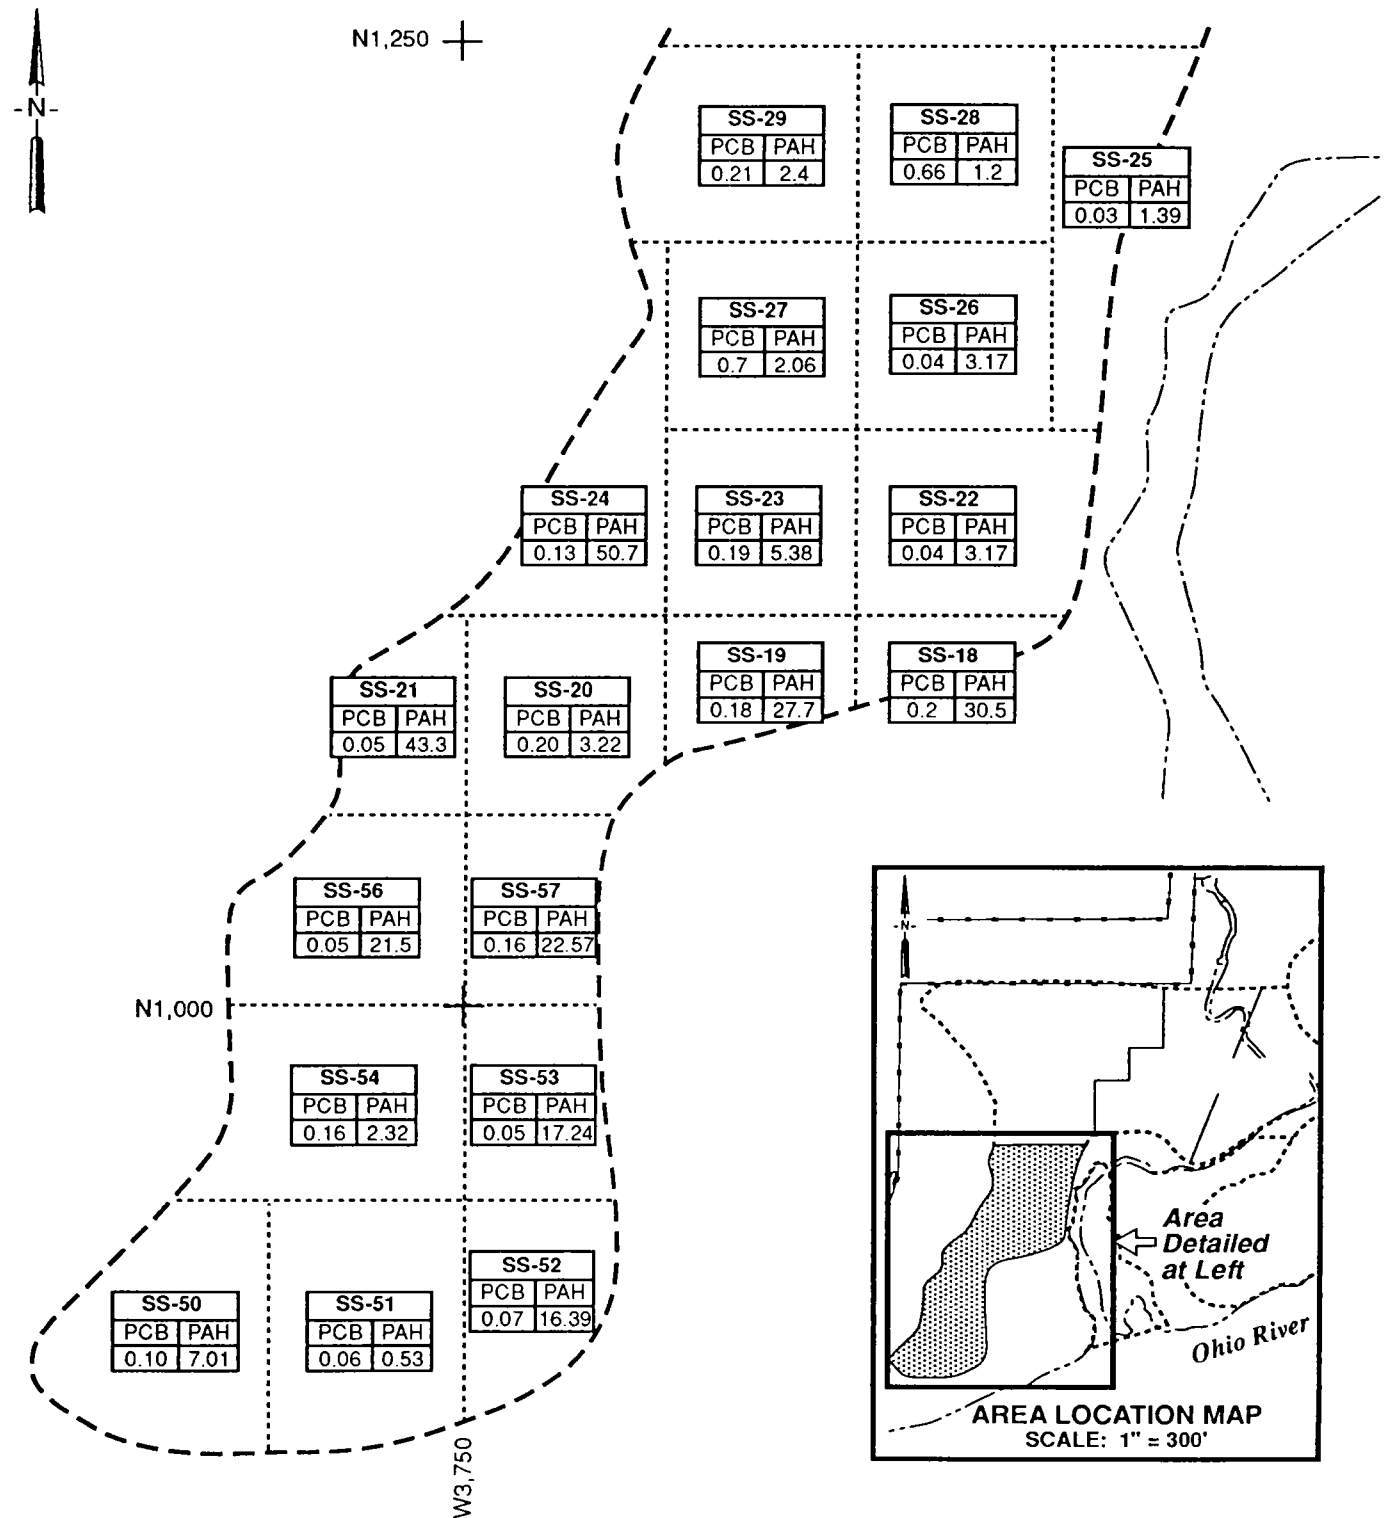 N1,250
-N-
SS-29
PCB PAH
0.21 2.4
SS-28
PCB PAH
0.66 1.2
SS-25
PCB PAH
0.03 1.39
SS-27
PCB PAH
0.7 2.06
SS-26
PCB PAH
0.04 3.17
SS-24
PCB PAH
0.13 50.7
SS-23
PCB PAH
0.19 5.38
SS-22
PCB PAH
0.04 3.17
SS-19
PCB PAH
0.18 27.7
SS-18
PCB PAH
0.2 30.5
SS-21
PCB PAH
0.05 43.3
SS-20
PCB PAH
0.20 3.22
SS-56
PCB PAH
0.05 21.5
SS-57
PCB PAH
0.16 22.57
N1,000
SS-54
PCB PAH
0.16 2.32
SS-53
PCB PAH
0.05 17.24
SS-52
PCB PAH
0.07 16.39
SS-50
PCB PAH
0.10 7.01
SS-51
PCB PAH
0.06 0.53
W3,750
-N-
Area
Detailed
at Left
Ohio River
AREA LOCATION MAP
SCALE: 1" = 300'